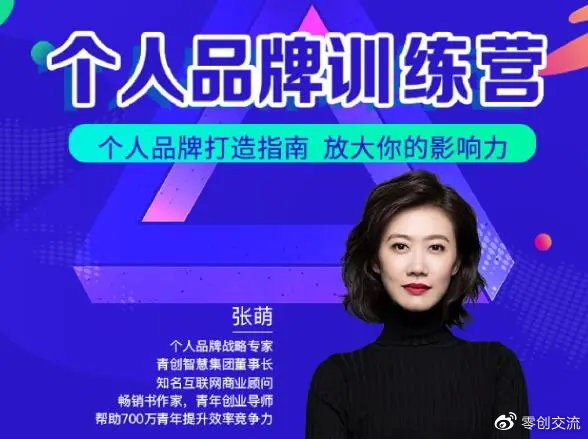 个人品牌训练营
个人品牌打造指南 放大你的影响力
张萌
个人品牌战略专家
青创智慧集团董事长
知名互联网商业顾问
畅销书作家，青年创业导师
帮助700万青年提升效率竞争力
零创交流